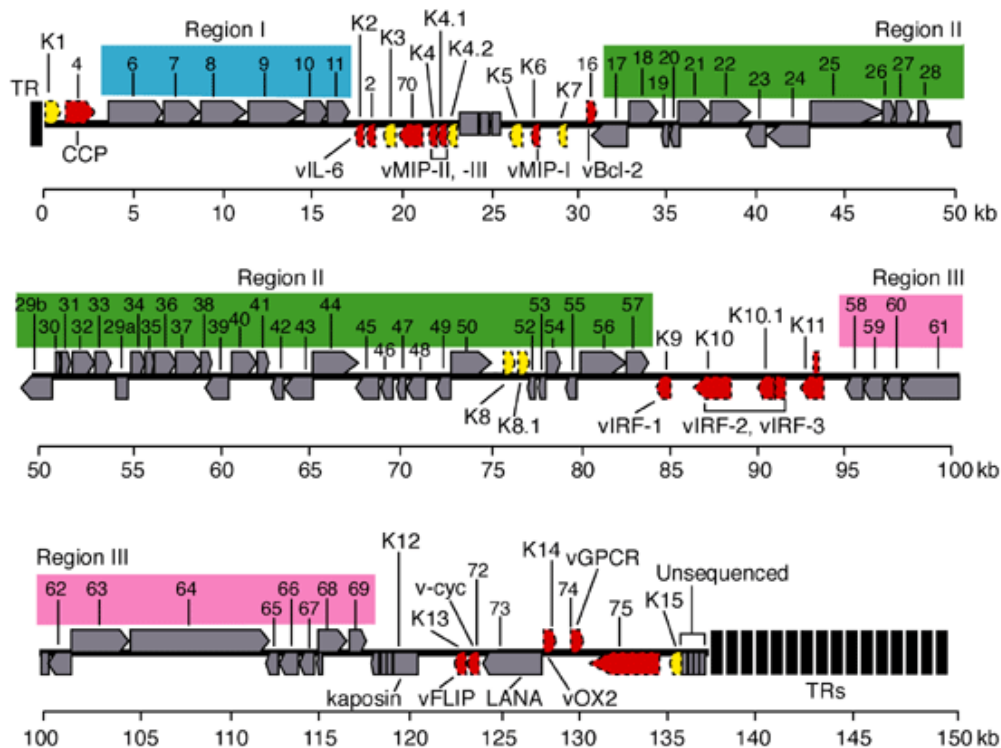 Region I
Region II
K1
K2
K3
K4
K4.1
K4.2
K5
K6
K7
TR
4
6
7
8
9
10
11
2
70
16
17
18
19
20
21
22
23
24
25
26
27
28
CCP
vIL-6
vMIP-II, -III
vMIP-I
vBcl-2
0 5 10 15 20 25 30 35 40 45 50 kb
Region II
Region III
29b
30
31
32
33
29a
34
35
36
37
38
39
40
41
42
43
44
45
46
47
48
49
50
52
53
54
55
56
57
K9
K10
K10.1
K11
58
59
60
61
K8
K8.1
vIRF-1
vIRF-2, vIRF-3
50 55 60 65 70 75 80 85 90 95 100 kb
Region III
62
63
64
65
66
67
68
69
K12
K13
v-cyc
72
73
K14
74
vGPCR
75
K15
Unsequenced
kaposin
vFLIP
LANA
vOX2
TRs
100 105 110 115 120 125 130 135 140 145 150 kb